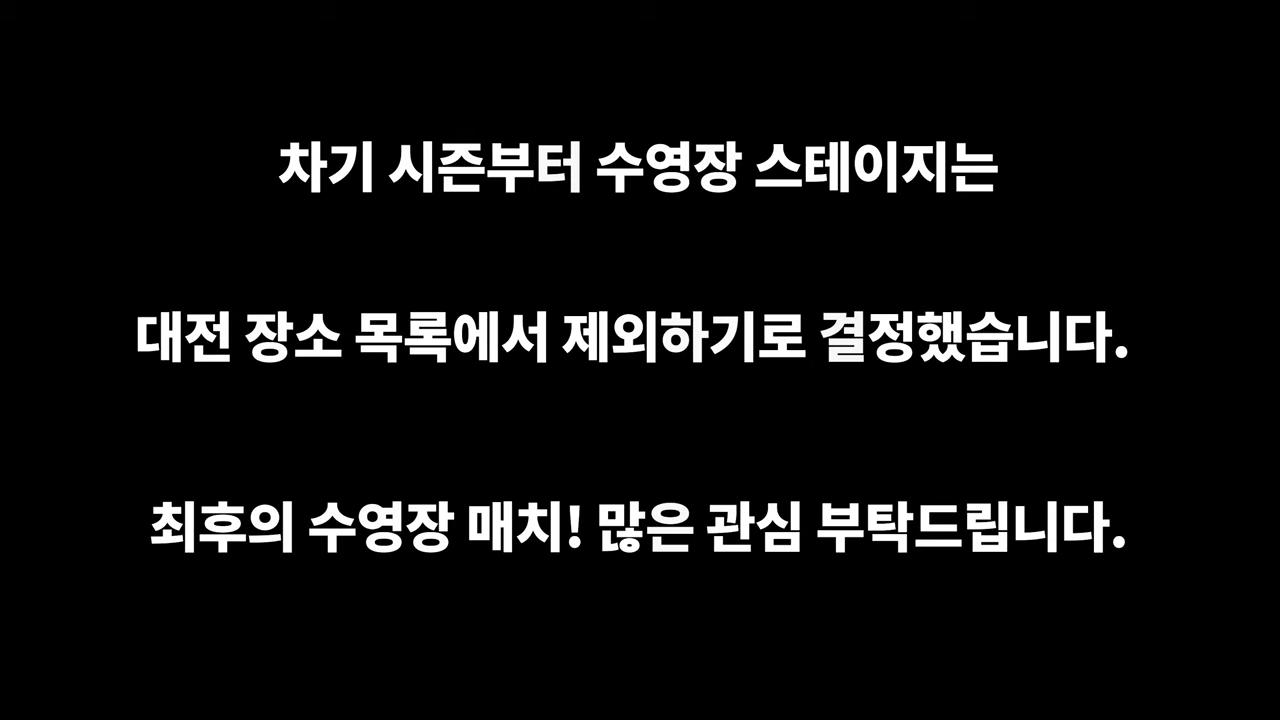 차기 시즌부터 수영장 스테이지는
대전 장소 목록에서 제외하기로 결정했습니다.
최후의 수영장 매치! 많은 관심 부탁드립니다.